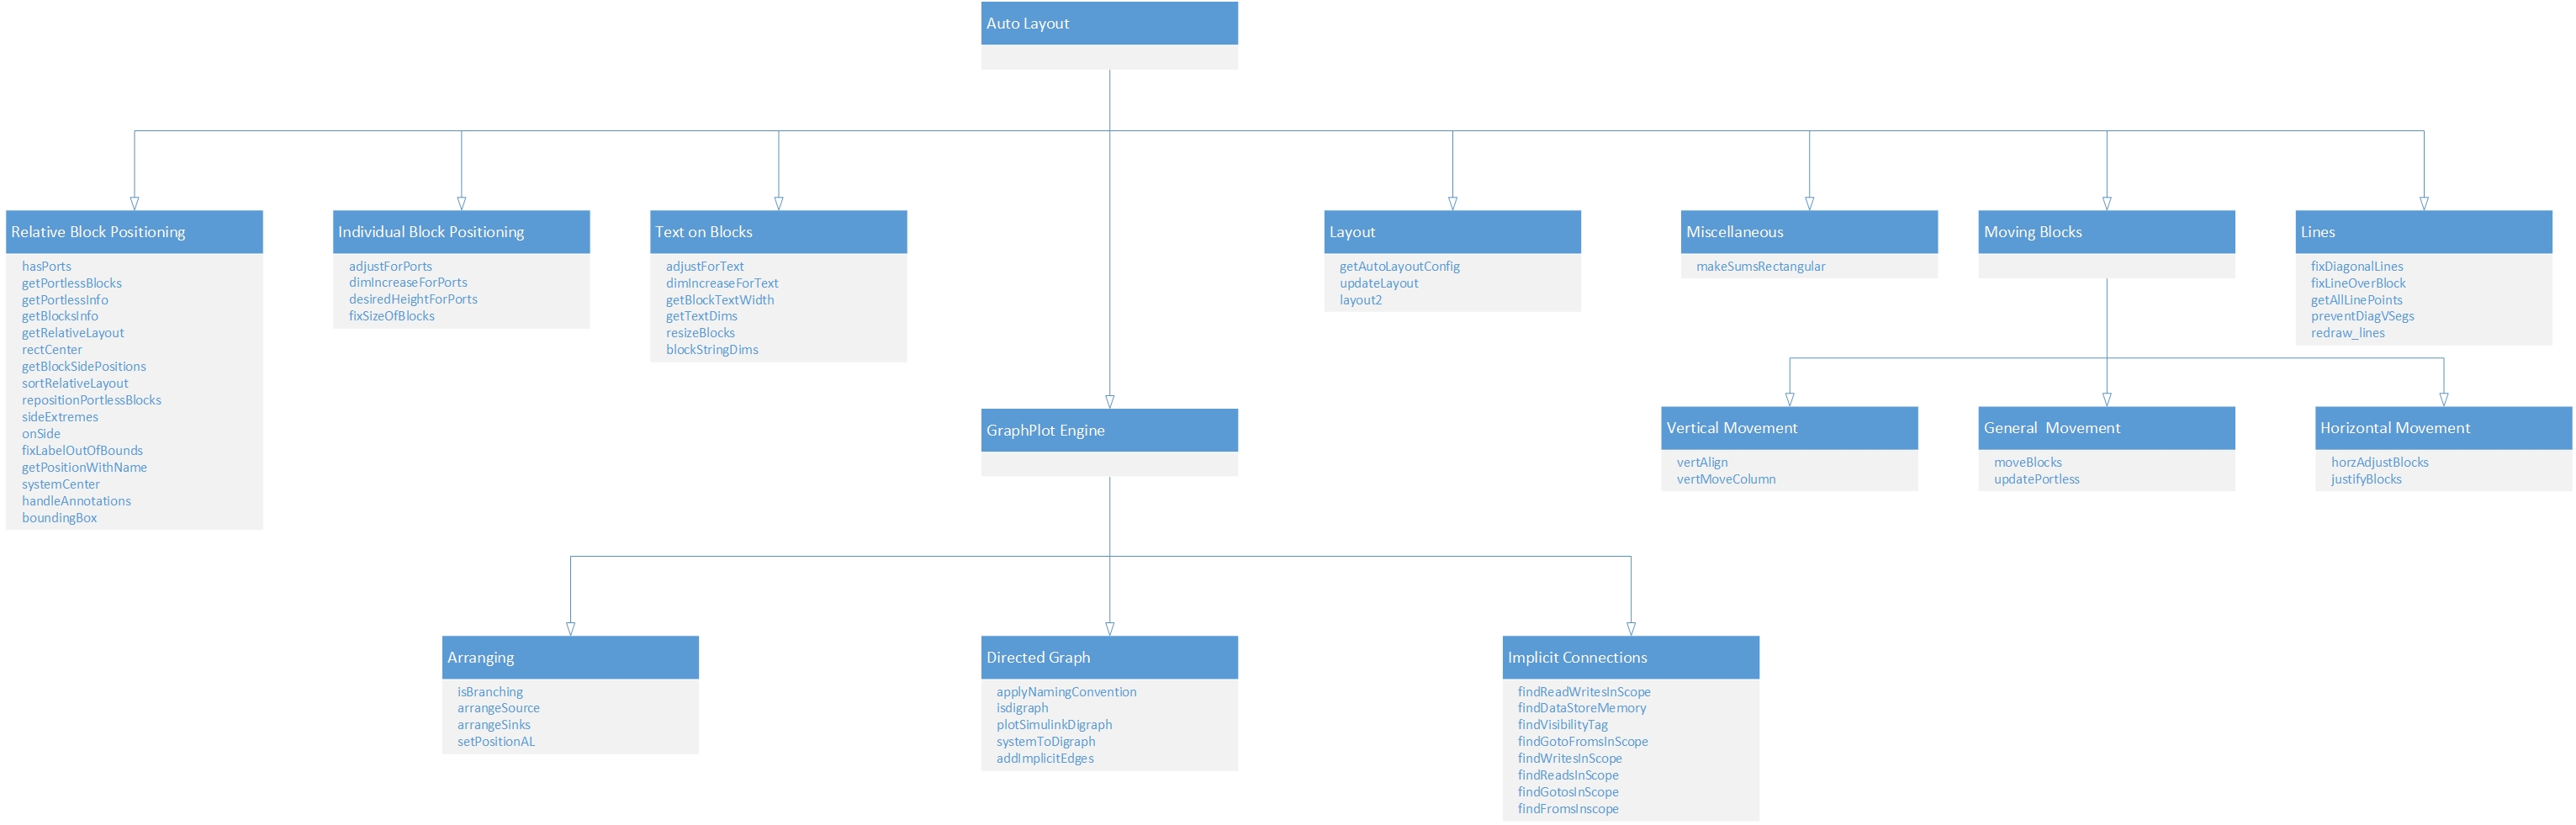 Auto Layout
Relative Block Positioning
hasPorts
getPortlessBlocks
getPortlessInfo
getBlocksInfo
getRelativeLayout
rectCenter
getBlockSidePositions
sortRelativeLayout
repositionPortlessBlocks
sideExtremes
onSide
fixLabelOutOfBounds
getPositionWithName
systemCenter
handleAnnotations
boundingBox
Individual Block Positioning
adjustForPorts
dimIncreaseForPorts
desiredHeightForPorts
fixSizeOfBlocks
Text on Blocks
adjustForText
dimIncreaseForText
getBlockTextWidth
getTextDims
resizeBlocks
blockStringDims
Layout
getAutoLayoutConfig
updateLayout
layout2
Miscellaneous
makeSumsRectangular
Moving Blocks
Lines
fixDiagonalLines
fixLineOverBlock
getAllLinePoints
preventDiagVSegs
redraw_lines
GraphPlot Engine
Vertical Movement
vertAlign
vertMoveColumn
General  Movement
moveBlocks
updatePortless
Horizontal Movement
horzAdjustBlocks
justifyBlocks
Arranging
isBranching
arrangeSource
arrangeSinks
setPositionAL
Directed Graph
applyNamingConvention
isdigraph
plotSimulinkDigraph
systemToDigraph
addImplicitEdges
Implicit Connections
findReadWritesInScope
findDataStoreMemory
findVisibilityTag
findGotoFromsInScope
findWritesInScope
findReadsInScope
findGotosInScope
findFromsInscope